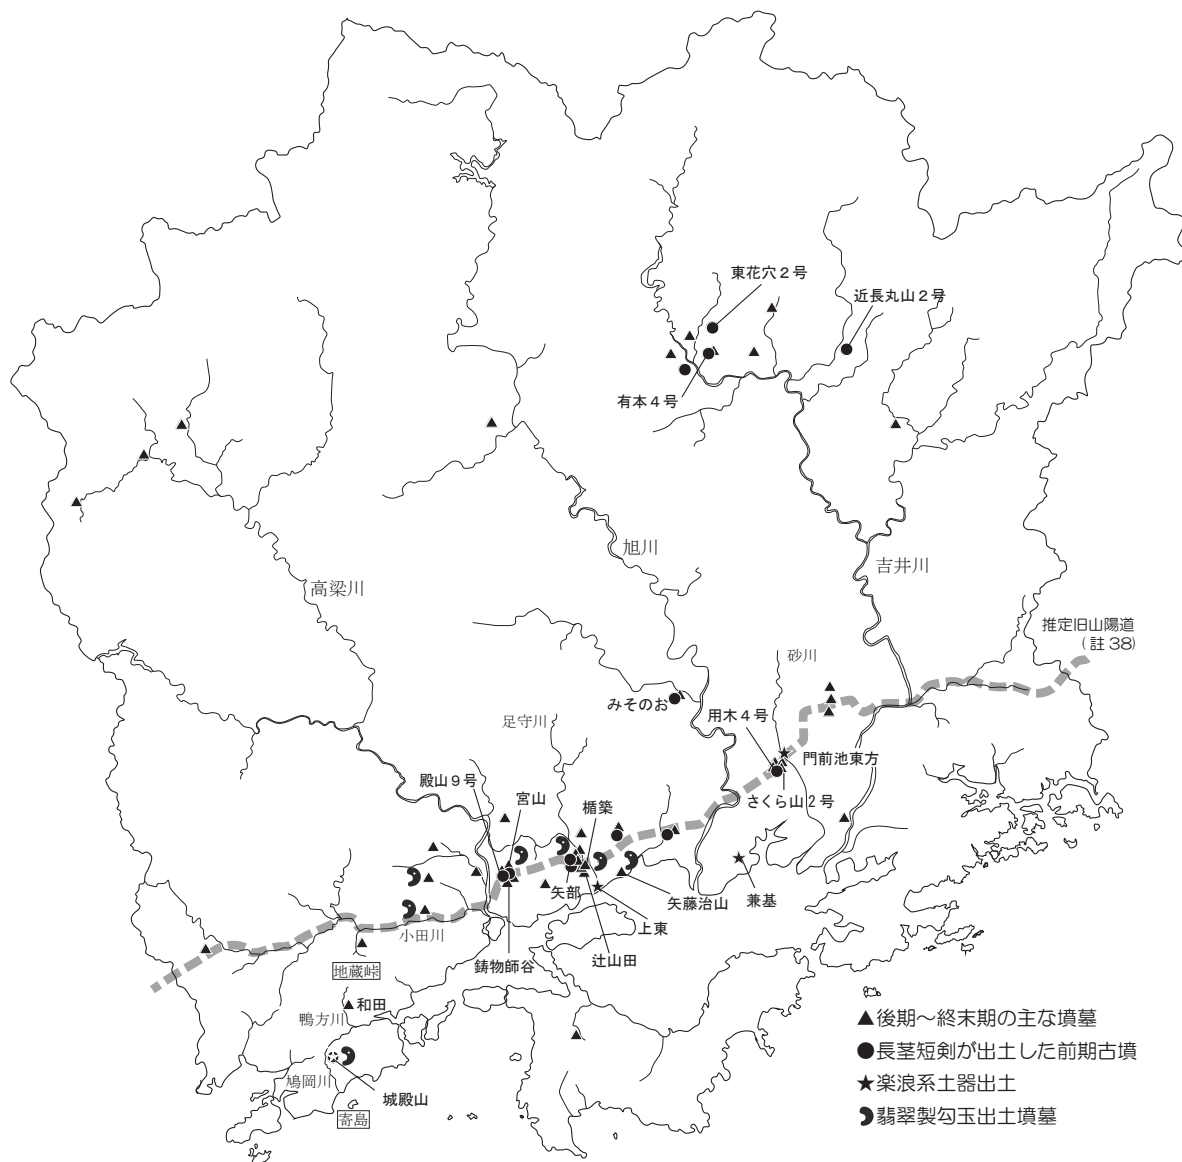 東花穴２号
近長丸山２号
有本４号
旭川
吉井川
高梁川
推定旧山陽道
（註 38）
砂川
みそのお
用木４号
足守川
門前池東方
殿山９号
宮山
楯築
さくら山２号
矢部
矢藤治山
兼基
上東
小田川
辻山田
鋳物師谷
地蔵峠
和田
鴨方川
鳩岡川
城殿山
寄島
▲後期～終末期の主な墳墓
●長茎短剣が出土した前期古墳
★楽浪系土器出土
翡翠製勾玉出土墳墓